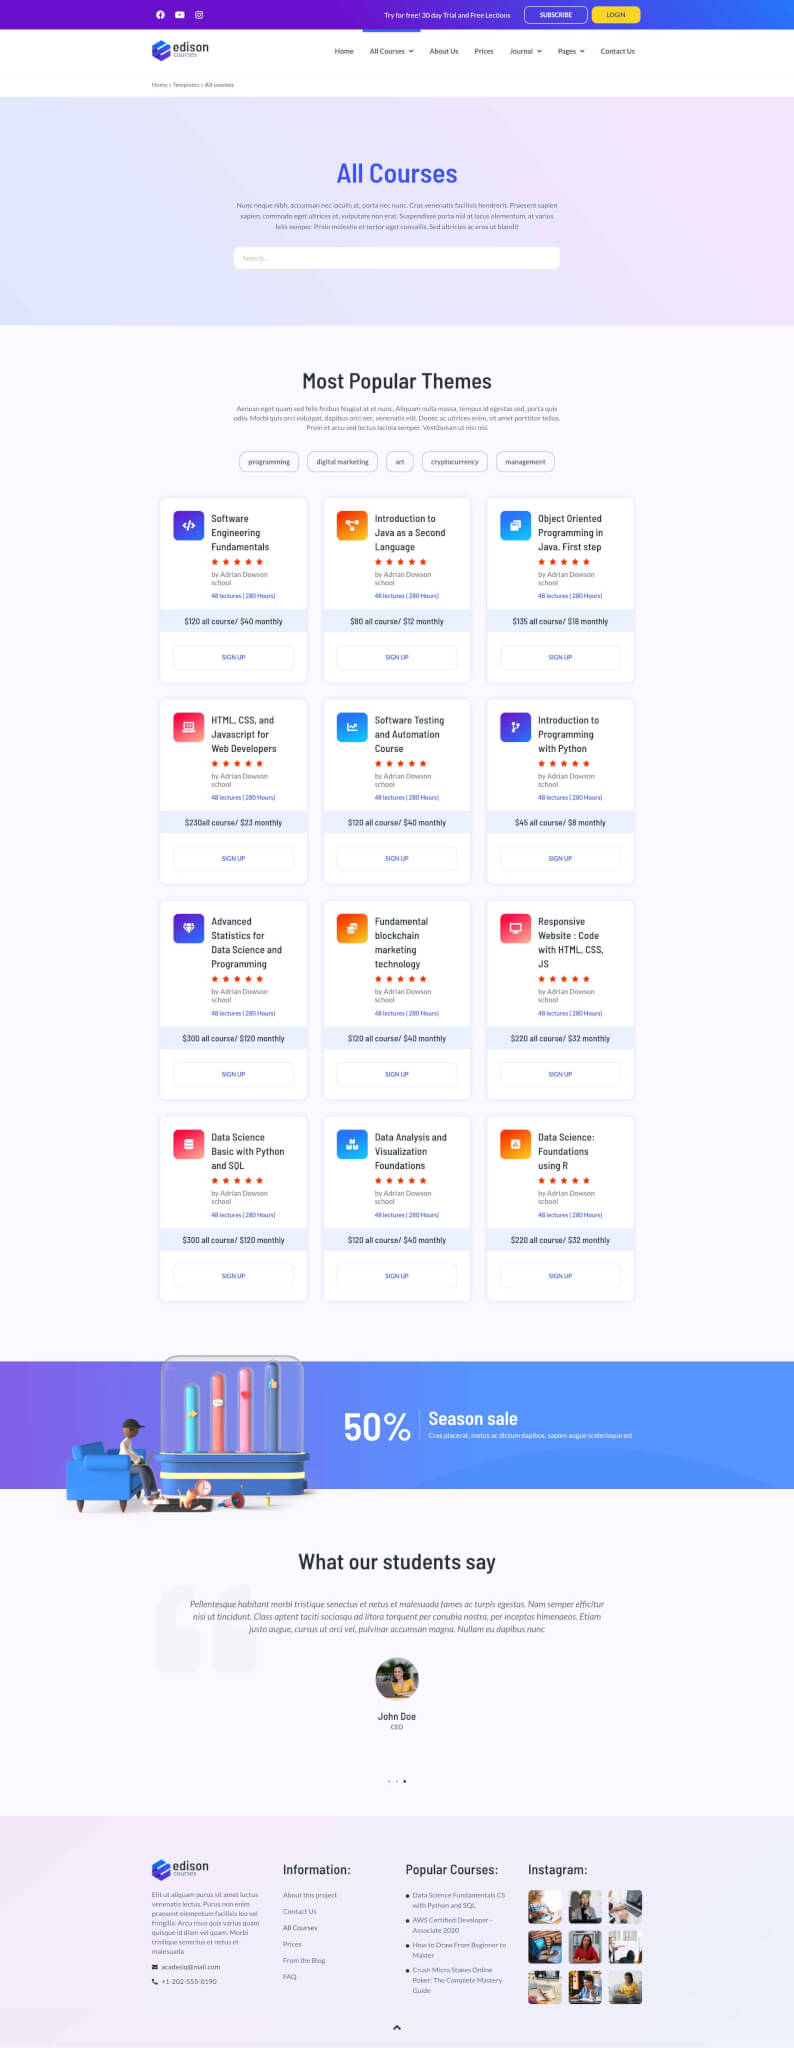 Try for free! 30 day Trial and Free Lections
SUBSCRIBE
LOGIN
edison
courses
Home
All Courses
About Us
Prices
Journal
Pages
Contact Us
Home » Templates » All courses
All Courses
Nunc neque nibh, accumsan nec iaculis at, porta nec nunc. Cras venenatis facilisis hendrerit. Praesent sapien
sapien, commodo eget ultrices et, vulputate non erat. Suspendisse porta nisl at lacus elementum, at varius
felis semper. Proin molestie et tortor eget convallis. Sed ultricies ac eros ut blandit
Search...
Most Popular Themes
Aenean eget quam sed felis finibus feugiat at et nunc. Aliquam nulla massa, tempus id egestas sed, porta quis
odio. Morbi quis orci volutpat, dapibus orci nec, venenatis elit. Donec ac ultrices enim, sit amet porttitor tellus.
Proin et arcu sed lectus lacinia semper. Vestibulum ut nisi nisi
programming
digital marketing
art
cryptocurrency
management
Software
Engineering
Fundamentals
by Adrian Dowson
school
48 lectures ( 280 Hours)
$120 all course/ $40 monthly
SIGN UP
Introduction to
Java as a Second
Language
by Adrian Dowson
school
48 lectures ( 280 Hours)
$80 all course/ $12 monthly
SIGN UP
Object Oriented
Programming in
Java. First step
by Adrian Dowson
school
48 lectures ( 280 Hours)
$135 all course/ $18 monthly
SIGN UP
HTML, CSS, and
Javascript for
Web Developers
by Adrian Dowson
school
48 lectures ( 280 Hours)
$230all course/ $23 monthly
SIGN UP
Software Testing
and Automation
Course
by Adrian Dowson
school
48 lectures ( 280 Hours)
$120 all course/ $40 monthly
SIGN UP
Introduction to
Programming
with Python
by Adrian Dowson
school
48 lectures ( 280 Hours)
$45 all course/ $8 monthly
SIGN UP
Advanced
Statistics for
Data Science and
Programming
by Adrian Dowson
school
48 lectures ( 280 Hours)
$300 all course/ $120 monthly
SIGN UP
Fundamental
blockchain
marketing
technology
by Adrian Dowson
school
48 lectures ( 280 Hours)
$120 all course/ $40 monthly
SIGN UP
Responsive
Website : Code
with HTML, CSS,
JS
by Adrian Dowson
school
48 lectures ( 280 Hours)
$220 all course/ $32 monthly
SIGN UP
Data Science
Basic with Python
and SQL
by Adrian Dowson
school
48 lectures ( 280 Hours)
$300 all course/ $120 monthly
SIGN UP
Data Analysis and
Visualization
Foundations
by Adrian Dowson
school
48 lectures ( 280 Hours)
$120 all course/ $40 monthly
SIGN UP
Data Science:
Foundations
using R
by Adrian Dowson
school
48 lectures ( 280 Hours)
$220 all course/ $32 monthly
SIGN UP
50%
Season sale
Cras placerat, metus ac dictum dapibus, sapien augue scelerisque est
What our students say
Pellentesque habitant morbi tristique senectus et netus et malesuada fames ac turpis egestas. Nam semper efficitur
nisi ut tincidunt. Class aptent taciti sociosqu ad litora torquent per conubia nostra, per inceptos himenaeos. Etiam
justo augue, cursus ut orci vel, pulvinar accumsan magna. Nullam eu dapibus nunc
John Doe
CEO
edison
courses
Elit ut aliquam purus sit amet luctus
venenatis lectus. Purus non enim
praesent elementum facilisis leo vel
fringilla. Arcu risus quis varius quam
quisque id diam vel quam. Morbi
tristique senectus et netus et
malesuada
acadesiq@mail.com
+1-202-555-0190
Information:
About this project
Contact Us
All Courses
Prices
From the Blog
FAQ
Popular Courses:
Data Science Fundamentals CS
with Python and SQL
AWS Certified Developer -
Associate 2020
How to Draw From Beginner to
Master
Crush Micro Stakes Online
Poker: The Complete Mastery
Guide
Instagram: